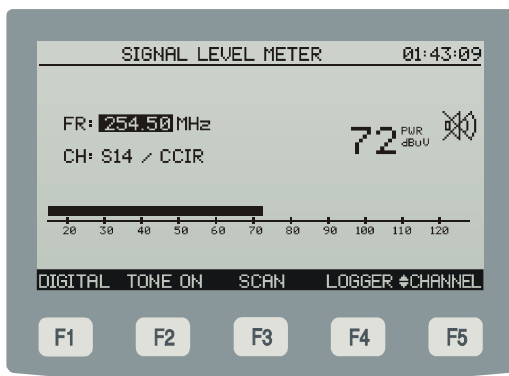 SIGNAL LEVEL METER 01:43:09
FR: 254.50 MHz
72 PWR dBuV
CH: S14 / CCIR
20 30 40 50 60 70 80 90 100 110 120
DIGITAL TONE ON SCAN LOGGER CHANNEL
F1 F2 F3 F4 F5